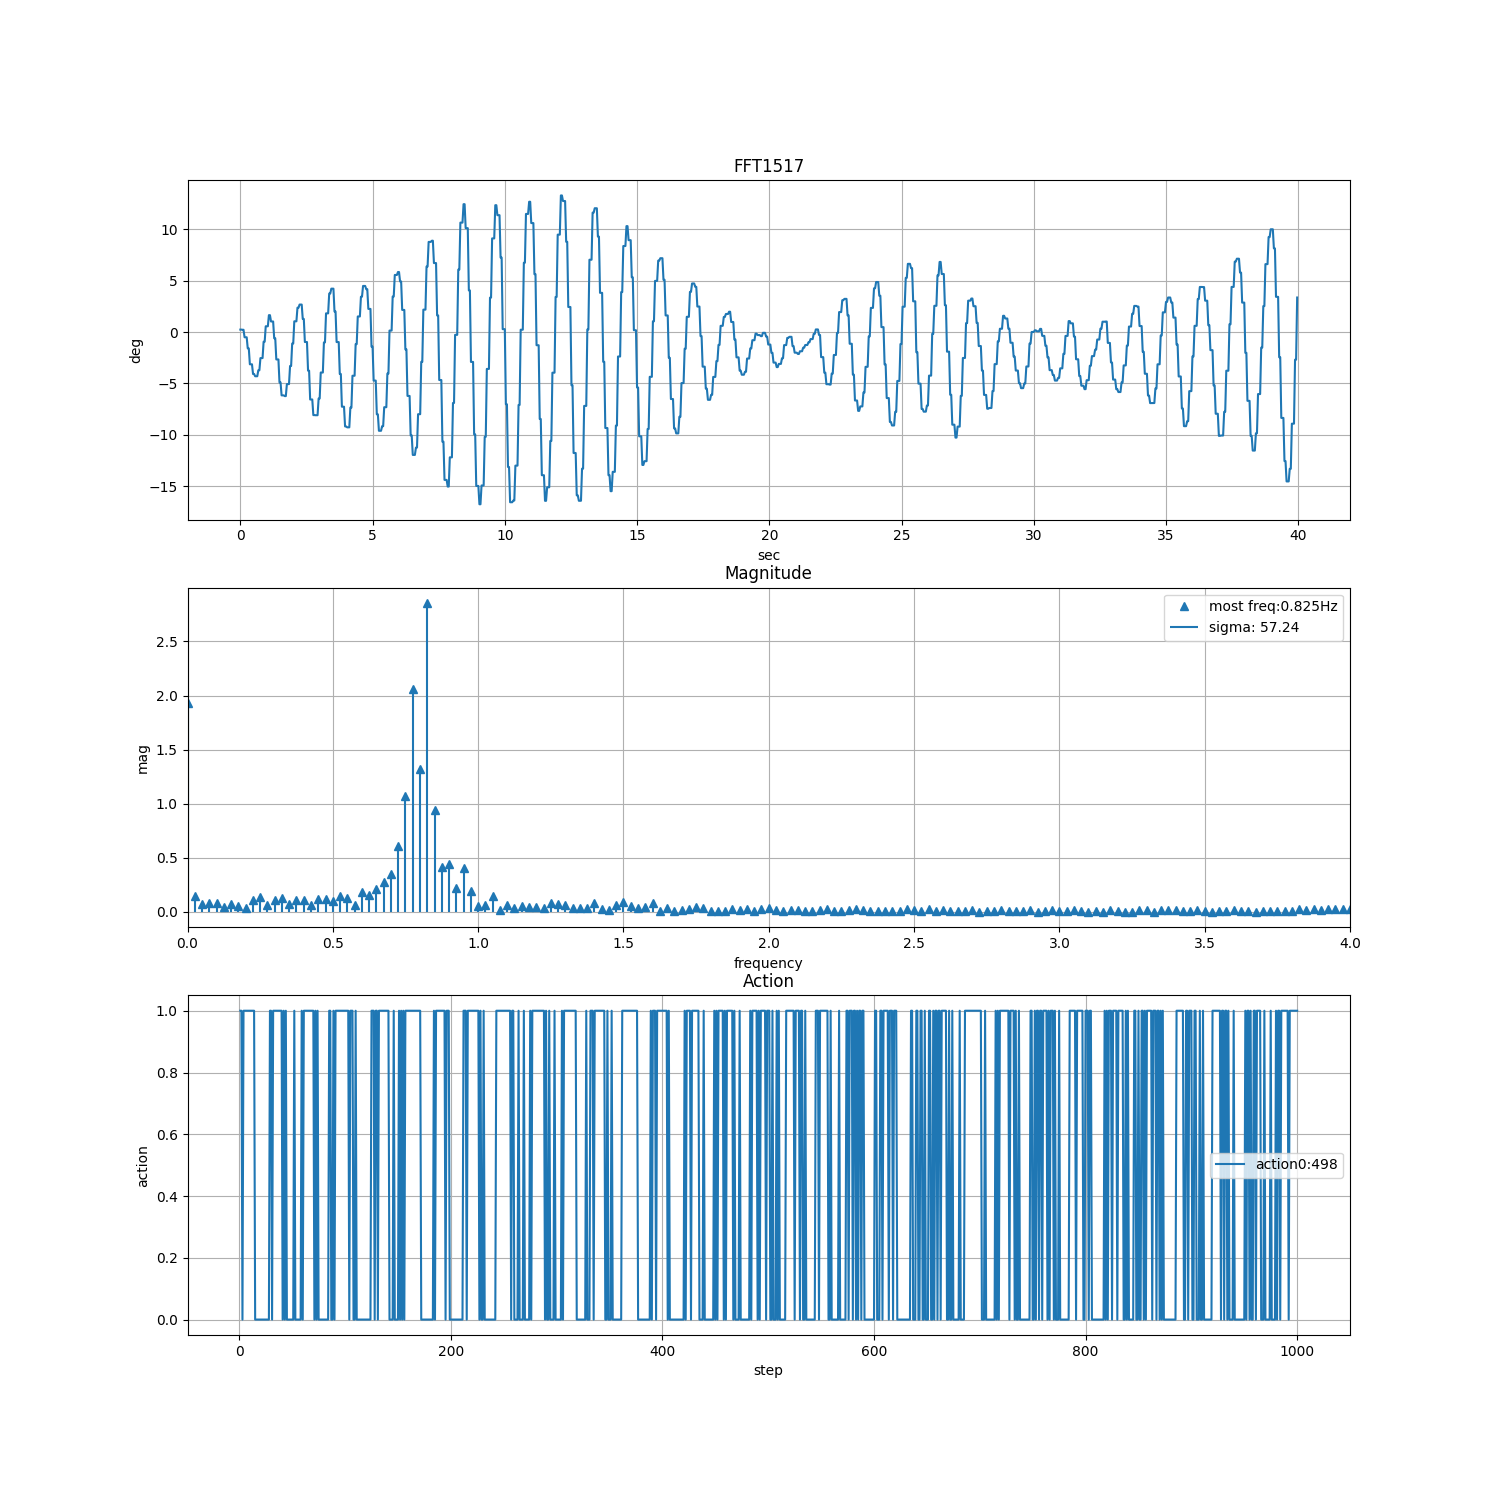 FFT1517
10
5
0
−5
−10
−15
deg
0 5 10 15 20 25 30 35 40
sec
Magnitude
most freq:0.825Hz
sigma: 57.24
2.5
2.0
1.5
1.0
0.5
0.0
mag
0.0 0.5 1.0 1.5 2.0 2.5 3.0 3.5 4.0
frequency
Action
1.0
0.8
0.6
0.4
0.2
0.0
action
action0:498
0 200 400 600 800 1000
step